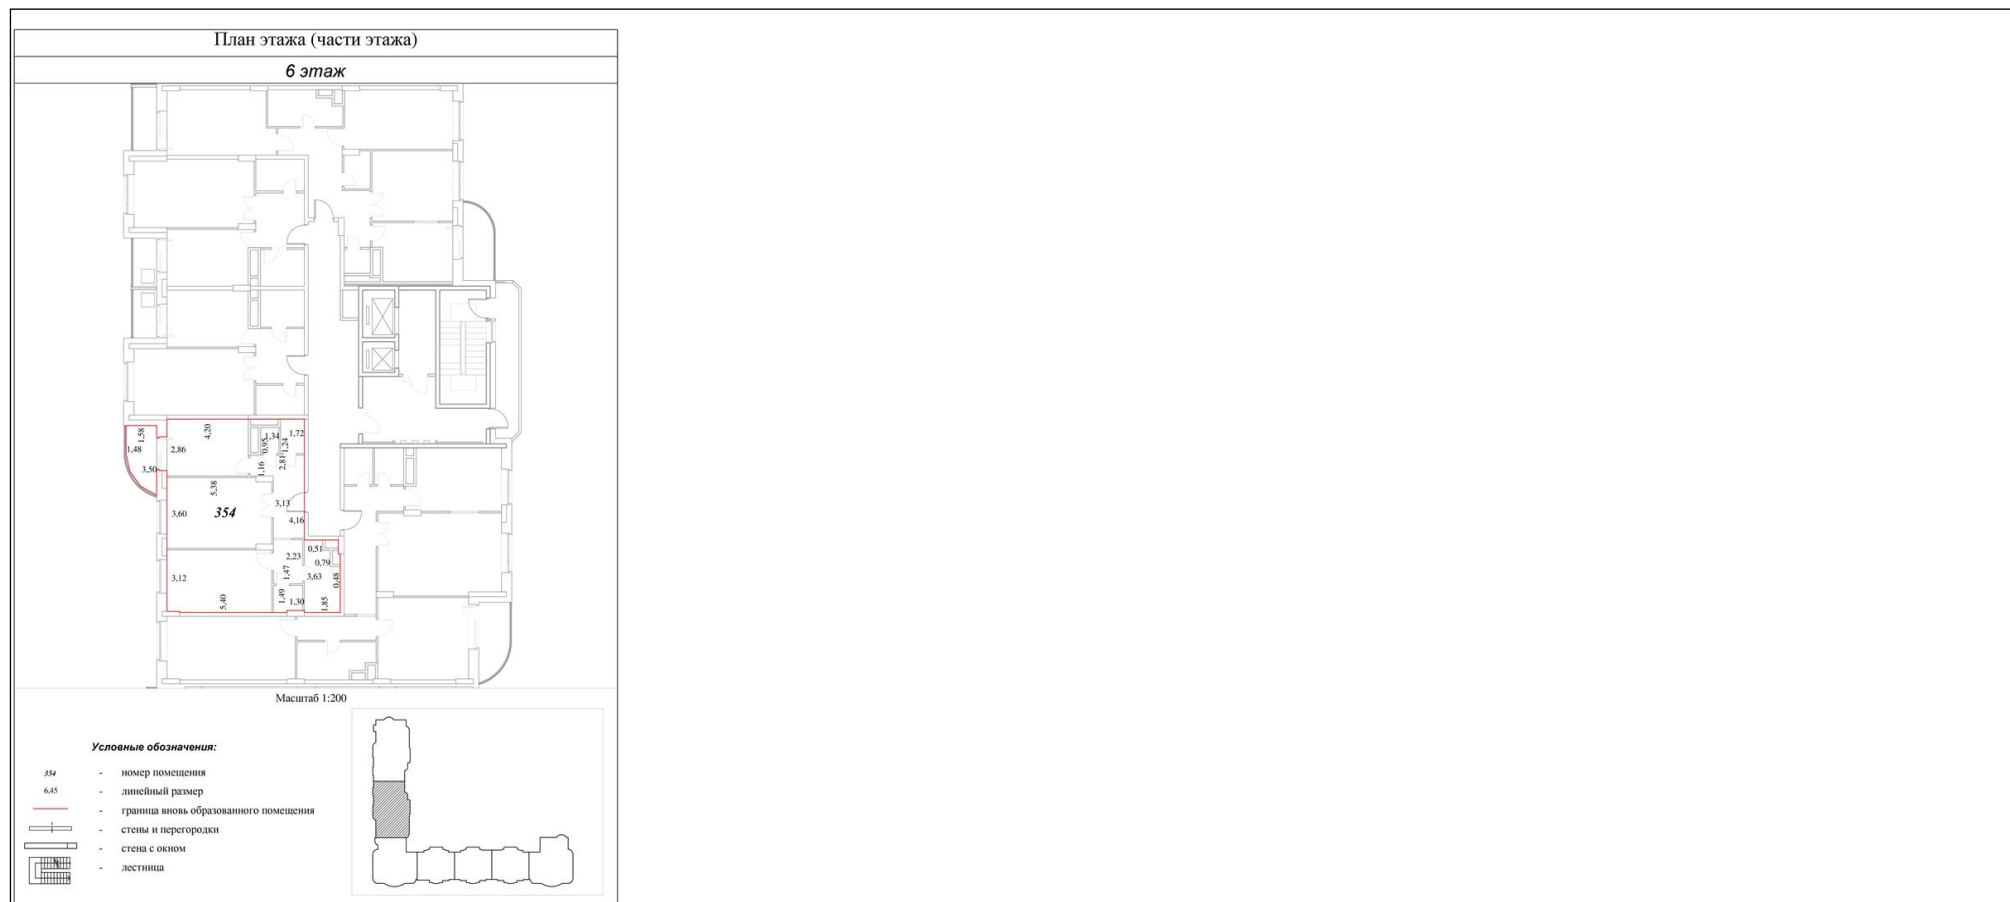 План этажа (части этажа)
6 этаж
4,20
1,58
1,48
3,50
2,86
1,34
0,95
1,72
1,24
1,16
2,81
5,38
3,13
3,60
354
4,16
0,51
2,23
0,79
1,47
3,63
0,48
3,12
5,40
1,49
1,30
1,85
Масштаб 1:200
Условные обозначения:
354 - номер помещения
6,45 - линейный размер
- граница вновь образованного помещения
- стены и перегородки
- стена с окном
- лестница